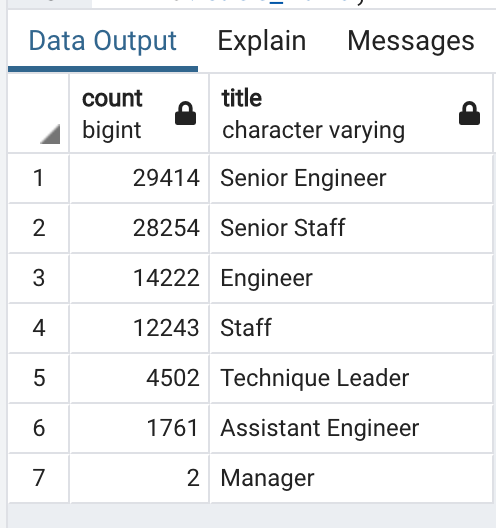 Data Output Explain Messages
count title
bigint character varying
1 29414 Senior Engineer
2 28254 Senior Staff
3 14222 Engineer
4 12243 Staff
5 4502 Technique Leader
6 1761 Assistant Engineer
7 2 Manager